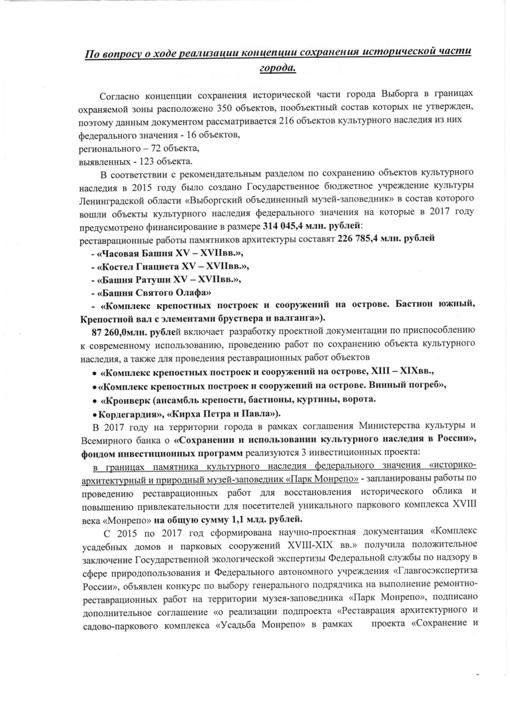 По вопросу о ходе реализации концепции сохранения исторической части
города.
Согласно концепции сохранения исторической части города Выборга в границах
охраняемой зоны расположено 350 объектов, пообъектный состав которых не утвержден,
поэтому данным документом рассматривается 216 объектов культурного наследия из них
федерального значения - 16 объектов,
регионального – 72 объекта,
выявленных - 123 объекта.
В соответствии с рекомендательным разделом по сохранению объектов культурного
наследия в 2015 году было создано Государственное бюджетное учреждение культуры
Ленинградской области «Выборгский объединенный музей-заповедник» в состав которого
вошли объекты культурного наследия федерального значения на которые в 2017 году
предусмотрено финансирование в размере 314 045,4 млн. рублей:
реставрационные работы памятников архитектуры составят 226 785,4 млн. рублей
- «Часовая Башня XV – XVIIвв.»,
- «Костел Гиацинта XV – XVIIвв.»,
- «Башня Ратуши XV – XVIIвв.»,
- «Башня Святого Олафа»
- «Комплекс крепостных построек и сооружений на острове. Бастион южный,
Крепостной вал с элементами бруствера и валганга»).
87 260,0млн. рублей включает разработку проектной документации по приспособлению
к современному использованию, проведению работ по сохранению объекта культурного
наследия, а также для проведения реставрационных работ объектов
• «Комплекс крепостных построек и сооружений на острове, XIII – XIXвв.,
• «Комплекс крепостных построек и сооружений на острове. Винный погреб»,
• «Кронверк (ансамбль крепости, бастионы, куртины, ворота.
• Кордегардия», «Кирха Петра и Павла»).
В 2017 году на территории города в рамках соглашения Министерства культуры и
Всемирного банка о «Сохранении и использовании культурного наследия в России»,
фондом инвестиционных программ реализуются 3 инвестиционных проекта:
в границах памятника культурного наследия федерального значения «историко-
архитектурный и природный музей-заповедник «Парк Монрепо» - запланированы работы по
проведению реставрационных работ для восстановления исторического облика и
повышению привлекательности для посетителей уникального паркового комплекса XVIII
века «Монрепо» на общую сумму 1,1 млд. рублей.
С 2015 по 2017 год сформирована научно-проектная документация «Комплекс
усадебных домов и парковых сооружений XVIII-XIX вв.» получила положительное
заключение Государственной экологической экспертизы Федеральной службы по надзору в
сфере природопользования и Федерального автономного учреждения «Главгосэкспертиза
России», объявлен конкурс по выбору генерального подрядчика на выполнение ремонтно-
реставрационных работ на территории музея-заповедника «Парк Монрепо», подписано
дополнительное соглашение «о реализации подпроекта «Реставрация архитектурного и
садово-паркового комплекса «Усадьба Монрепо» в рамках проекта «Сохранение и